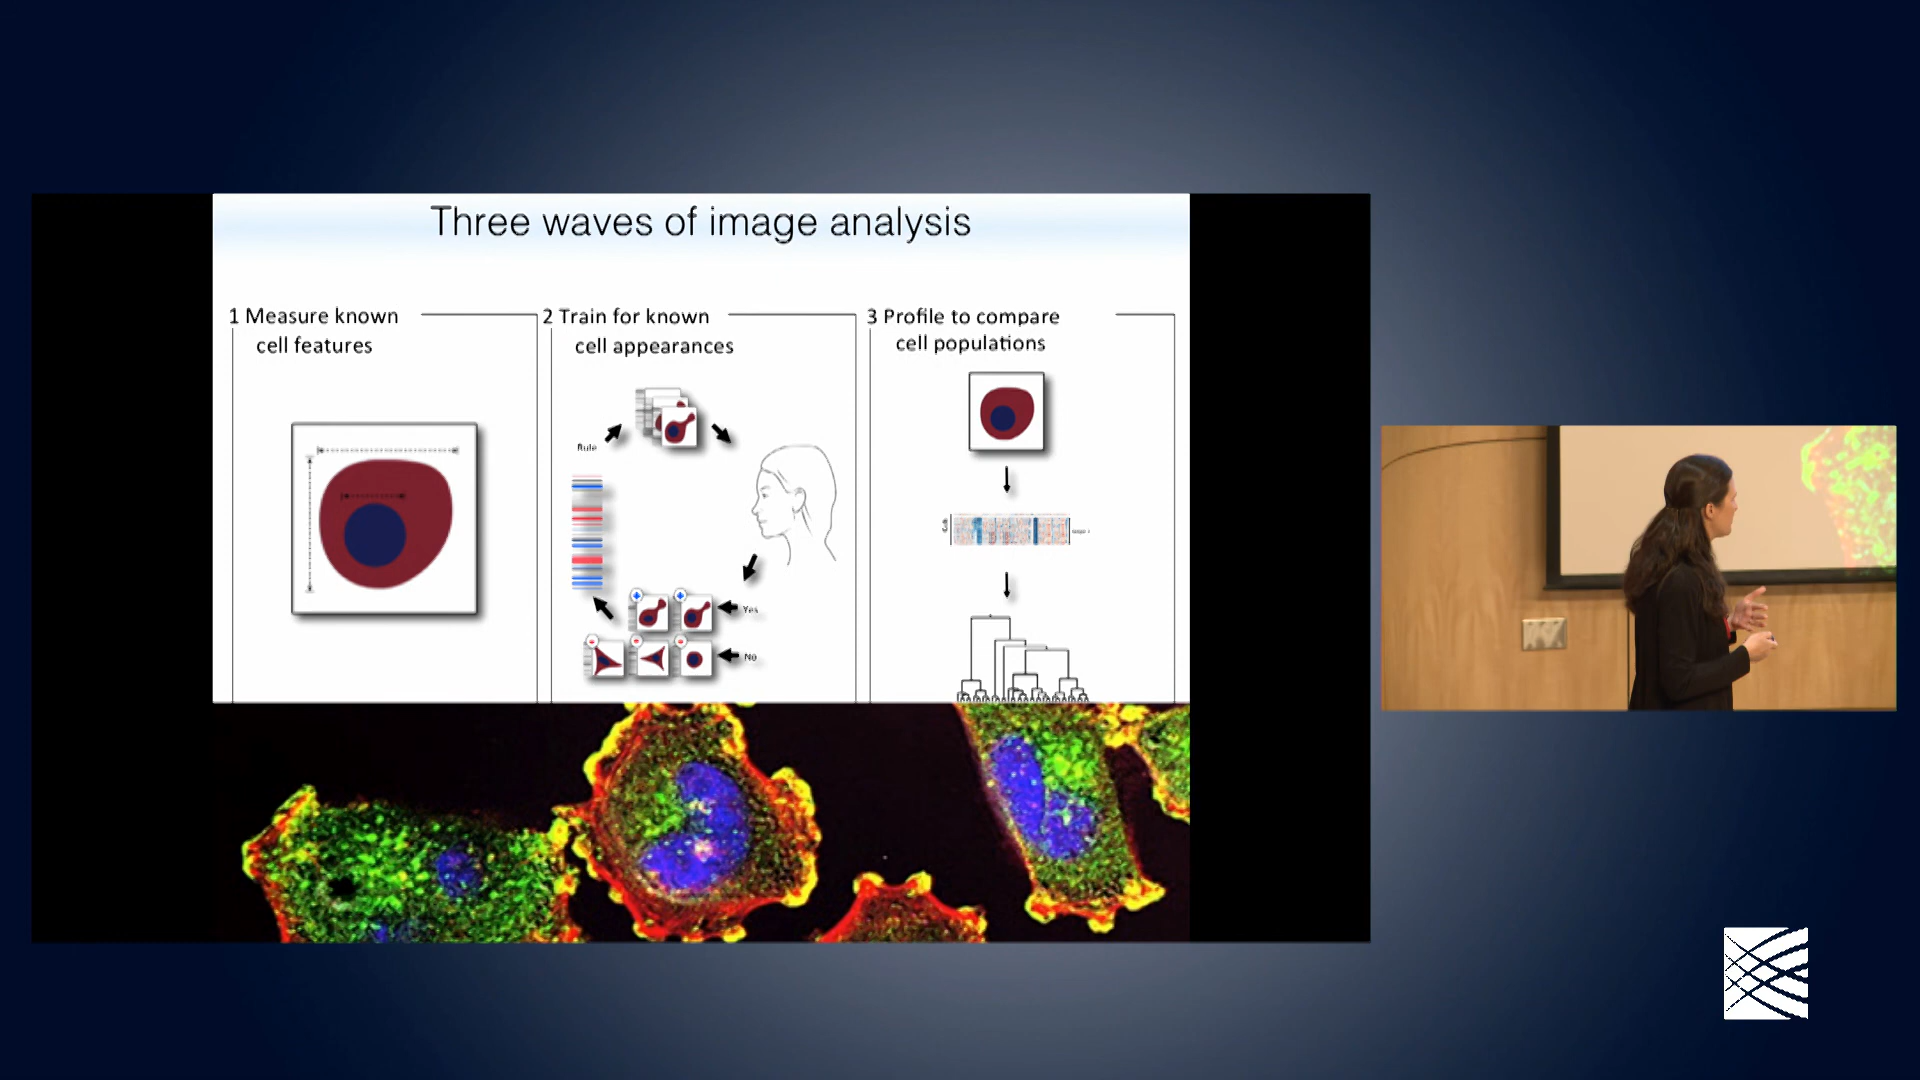 Three waves of image analysis
1 Measure known
cell features
2 Train for known
cell appearances
Rule
Yes
No
3 Profile to compare
cell populations